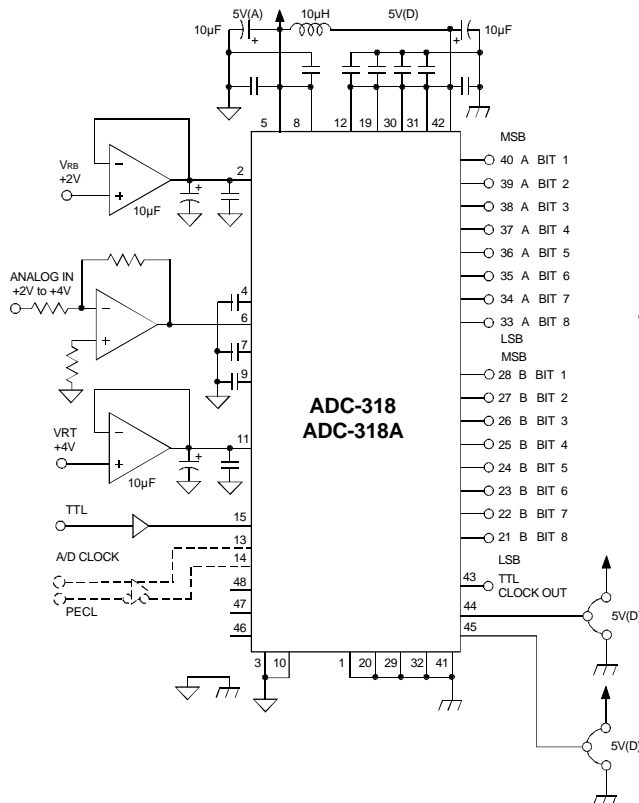 5V(A) 10µH 5V(D)
10µF + + 10µF
5 8 12 19 30 31 42
MSB
40 A BIT 1
39 A BIT 2
38 A BIT 3
37 A BIT 4
36 A BIT 5
35 A BIT 6
34 A BIT 7
33 A BIT 8
LSB
MSB
28 B BIT 1
27 B BIT 2
26 B BIT 3
25 B BIT 4
24 B BIT 5
23 B BIT 6
22 B BIT 7
21 B BIT 8
LSB
43 TTL
CLOCK OUT
44
45
5V(D)
5V(D)
VRB
+2V
− +
10µF +
2
ANALOG IN
+2V to +4V
− +
4
6
7
9
VRT
+4V
− +
10µF +
11
ADC-318
ADC-318A
TTL
15
13
14
A/D CLOCK
PECL
48
47
46
3 10 1 20 29 32 41